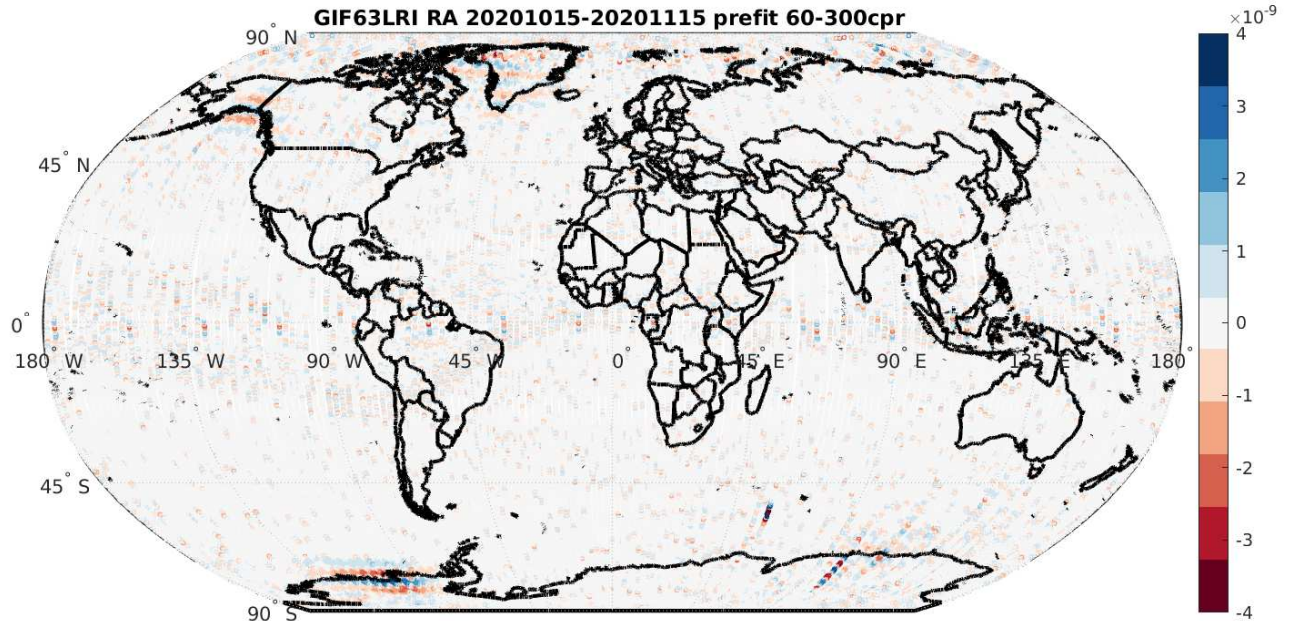 GIF63LRI RA 20201015-20201115 prefit 60-300cpr
×10-9
90° N
45° N
0°
180° W
135° W
90° W
45° W
0°
45° E
90° E
135° E
180°
45° S
90° S
4
3
2
1
0
-1
-2
-3
-4